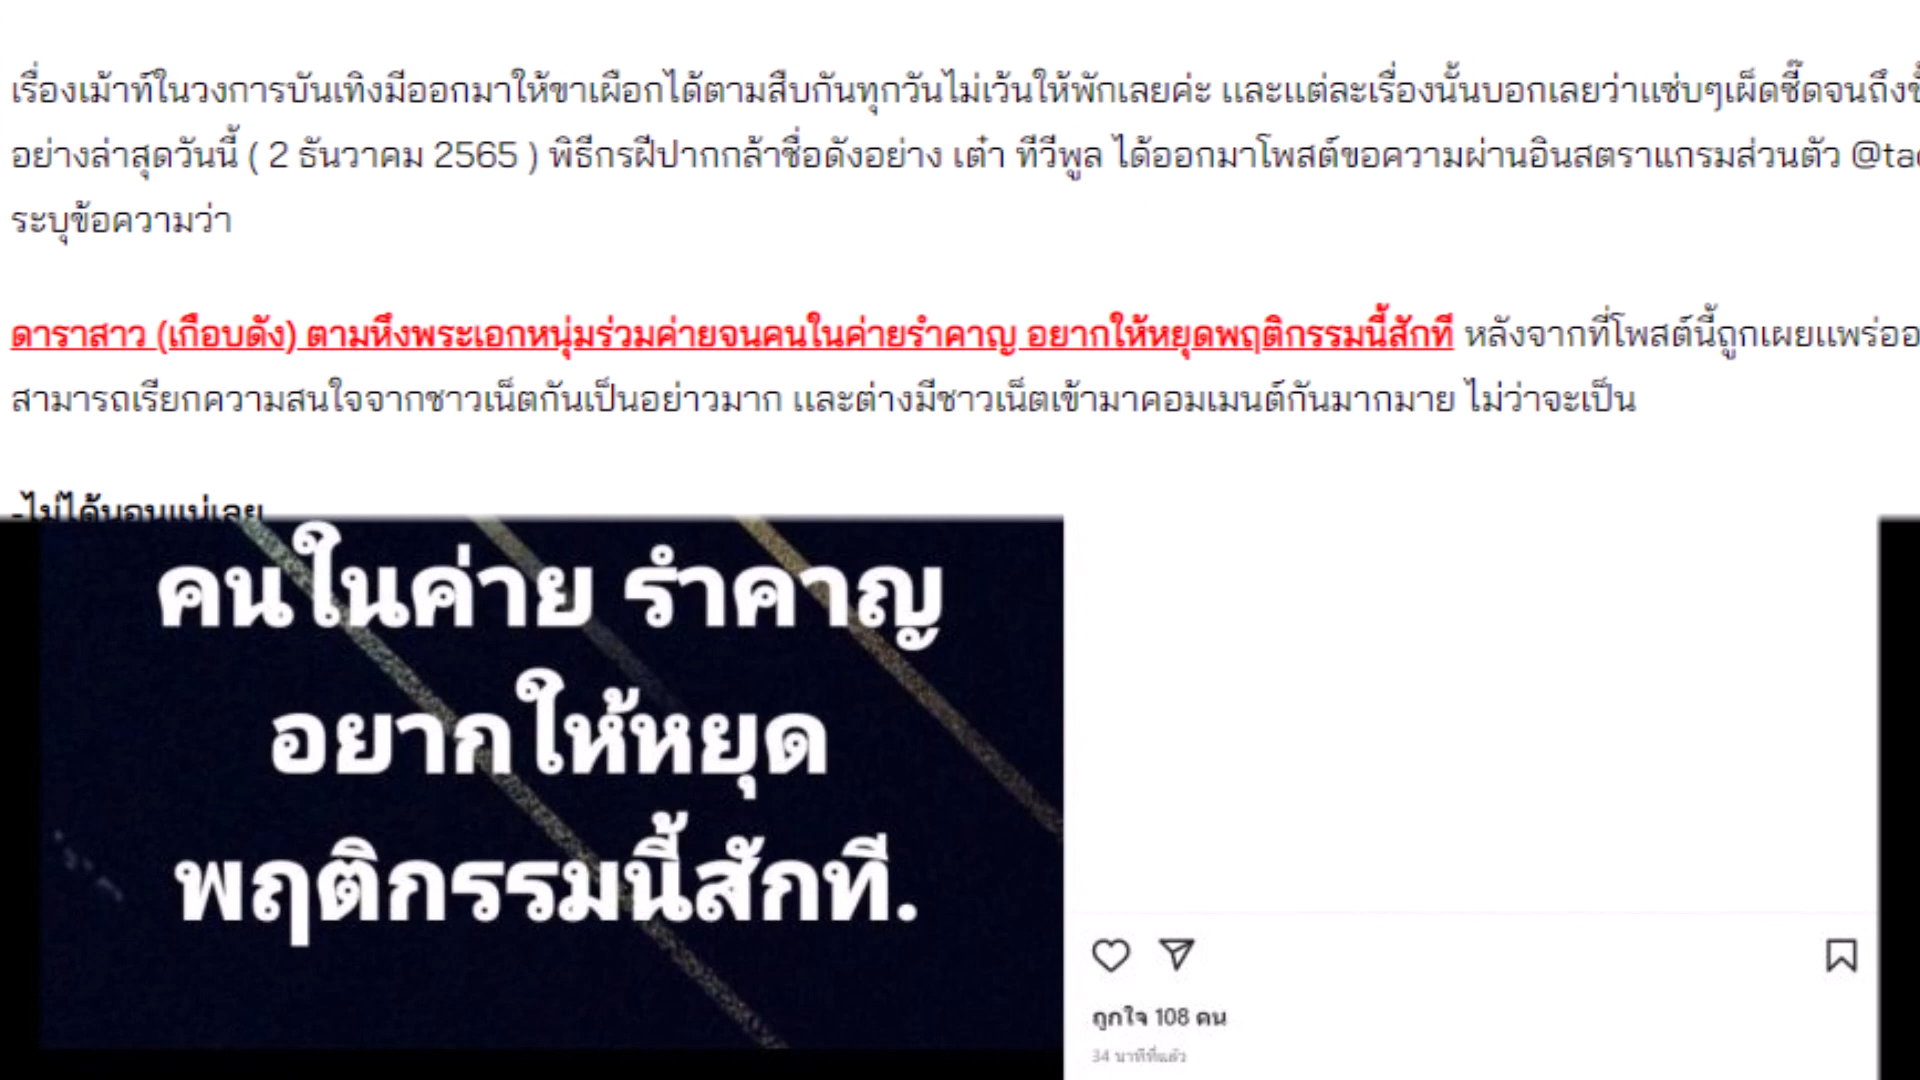 เรื่องเม้าท์ในวงการบันเทิงมีออกมาให้ขาเผือกได้ตามสืบกันทุกวันไม่เว้นให้พักเลยค่ะ และแต่ละเรื่องนั้นบอกเลยว่าแซ่บๆเผ็ดชี๊ดจนถึง
อย่างล่าสุดวันนี้ ( 2 ธันวาคม 2565 ) พิธีกรฝีปากกล้าชื่อดังอย่าง เต๋า ทีวีพูล ได้ออกมาโพสต์ขอความผ่านอินสตราแกรมส่วนตัว
ระบุข้อความว่า
ดาราสาว (เกือบดัง) ตามหึงพระเอกหนุ่มร่วมค่ายจนคนในค่ายรำคาญ อยากให้หยุดพฤติกรรมนี้สักที หลังจากที่โพสต์นี้ถูกเผยแพร่
สามารถเรียกความสนใจจากชาวเน็ตกันเป็นอย่าวมาก และต่างมีชาวเน็ตเข้ามาคอมเมนต์กันมากมาย ไม่ว่าจะเป็น
-ไม่ได้นอนแน่เลย
คนในค่าย รำคาญ
อยากให้หยุด
พฤติกรรมนี้สักที.
ถูกใจ 108 คน
34 นาทีที่แล้ว